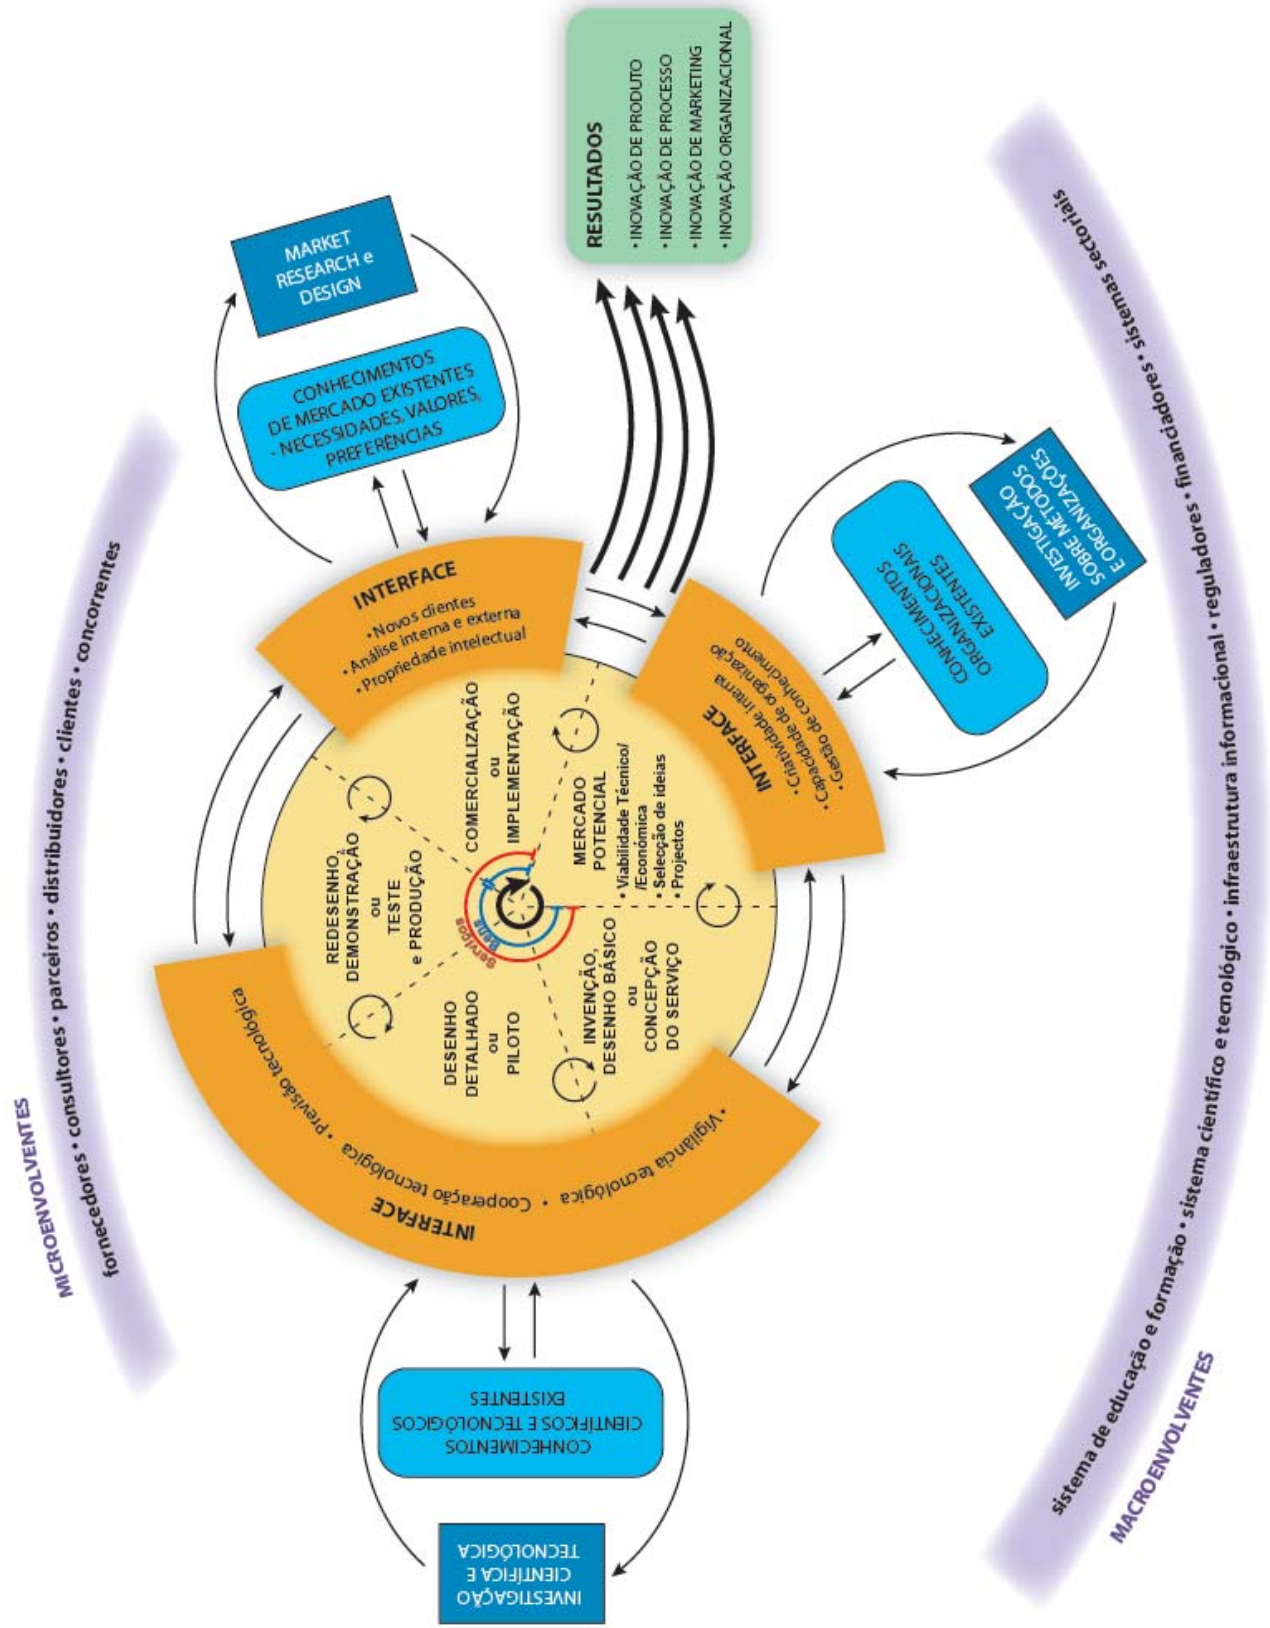 MICROENVOLVENTES
fornecedores • consultores • parceiros • distribuidores • clientes • concorrentes
MARKET
RESEARCH e
DESIGN
CONHECIMENTOS
DE MERCADO EXISTENTES
- NECESSIDADES, VALORES,
PREFERÊNCIAS
INTERFACE
• Novos clientes
• Análise interna e externa
• Propriedade intelectual
INTERFACE
• Vigilância tecnológica • Cooperação tecnológica • Previsão tecnológica
CONHECIMENTOS
CIENTÍFICOS E TECNOLÓGICOS
EXISTENTES
INVESTIGAÇÃO
CIENTÍFICA E
TECNOLÓGICA
REDESENHO,
DEMONSTRAÇÃO
ou
TESTE
e PRODUÇÃO
COMERCIALIZAÇÃO
ou
IMPLEMENTAÇÃO
DESENHO
DETALHADO
ou
PILOTO
Serviços
Bens
MERCADO
POTENCIAL
• Viabilidade Técnico/
/Económica
• Selecção de ideias
• Projectos
INVENÇÃO,
DESENHO BÁSICO
ou
CONCEPÇÃO
DO SERVIÇO
RESULTADOS
• INOVAÇÃO DE PRODUTO
• INOVAÇÃO DE PROCESSO
• INOVAÇÃO DE MARKETING
• INOVAÇÃO ORGANIZACIONAL
INTERFACE
• Criatividade interna
• Capacidade de organização
• Gestão de conhecimento
CONHECIMENTOS
ORGANIZACIONAIS
EXISTENTES
INVESTIGAÇÃO
SOBRE MÉTODOS
E ORGANIZAÇÕES
sistema de educação e formação • sistema científico e tecnológico • infraestrutura informacional • reguladores • financiadores • sistemas sectoriais
MACROENVOLVENTES